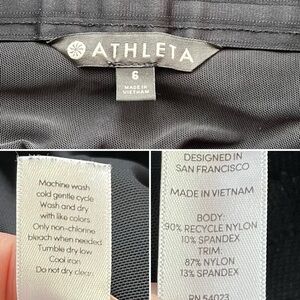 ATHLETA
6
MADE IN
VIETNAM
Machine wash
cold gentle cycle
Wash and dry
with like colors
Only non-chlorine
bleach when needed
Tumble dry low
Cool iron
Do not dry clean
DESIGNED IN
SAN FRANCISCO
MADE IN VIETNAM
BODY:
90% RECYCLE NYLON
10% SPANDEX
TRIM:
87% NYLON
13% SPANDEX
RN 54023